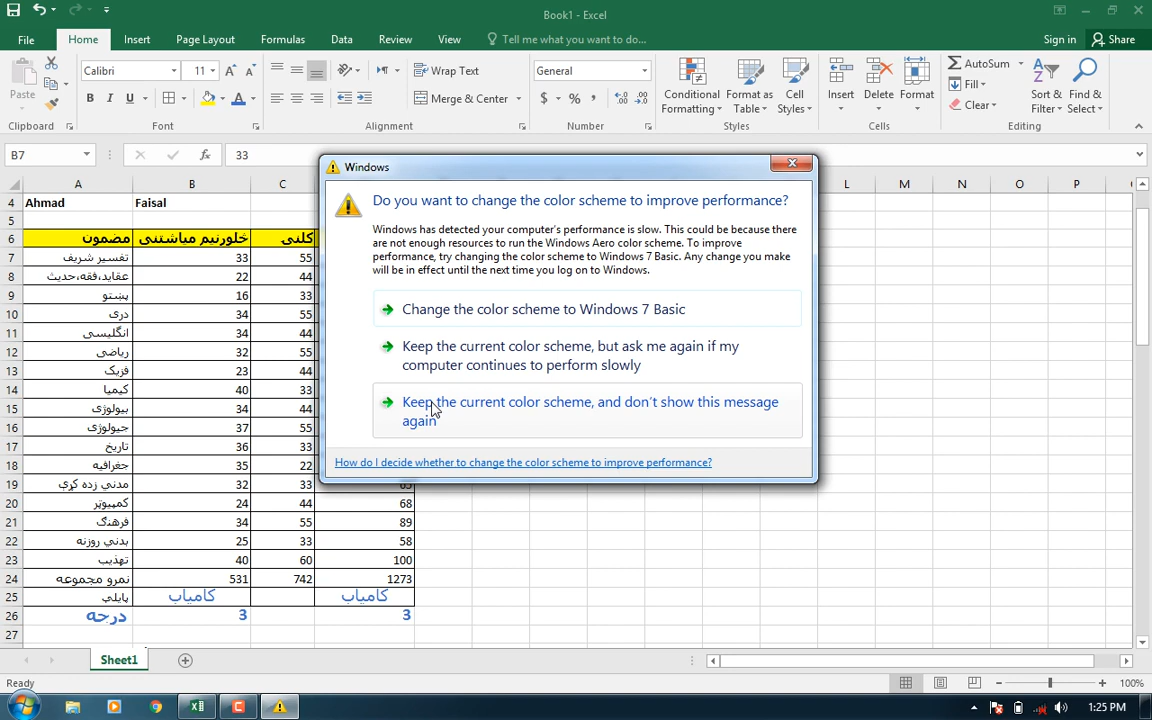 Book1 - Excel
File Home Insert Page Layout Formulas Data Review View Tell me what you want to do... Sign in Share
Paste Calibri 11 Wrap Text General AutoSum
B I U A Merge & Center $ % Conditional Formatting Format as Table Cell Styles Insert Delete Format Fill Clear Sort & Filter Find & Select
Clipboard Font Alignment Number Styles Cells Editing
B7 fx 33
A B C L M N O P
4 Ahmad Faisal
5
6 مضمون خلورنیم میاشتنی کلنی
7 تفسیر شریف 33 55
8 عقاید،فقه،حدیث 22 44
9 پښتو 16 33
10 دری 34 55
11 انگلیسی 34 44
12 ریاضی 32 55
13 فزیک 23 44
14 کیمیا 40 33
15 بیولوژی 34 44
16 جیولوژی 37 55
17 تاریخ 36 33
18 جغرافیه 35 22
19 مدني زده کړې 32 33 65
20 کمپیوټر 24 44 68
21 فرهنگ 34 55 89
22 بدني روزنه 25 33 58
23 تهذیب 40 60 100
24 نمرو مجموعه 531 742 1273
25 پایلې کامیاب کامیاب
26 درجه 3 3
27
Windows
Do you want to change the color scheme to improve performance?
Windows has detected your computer's performance is slow. This could be because there
are not enough resources to run the Windows Aero color scheme. To improve
performance, try changing the color scheme to Windows 7 Basic. Any change you make
will be in effect until the next time you log on to Windows.
Change the color scheme to Windows 7 Basic
Keep the current color scheme, but ask me again if my
computer continues to perform slowly
Keep the current color scheme, and don't show this message
again
How do I decide whether to change the color scheme to improve performance?
Sheet1
Ready 100%
1:25 PM